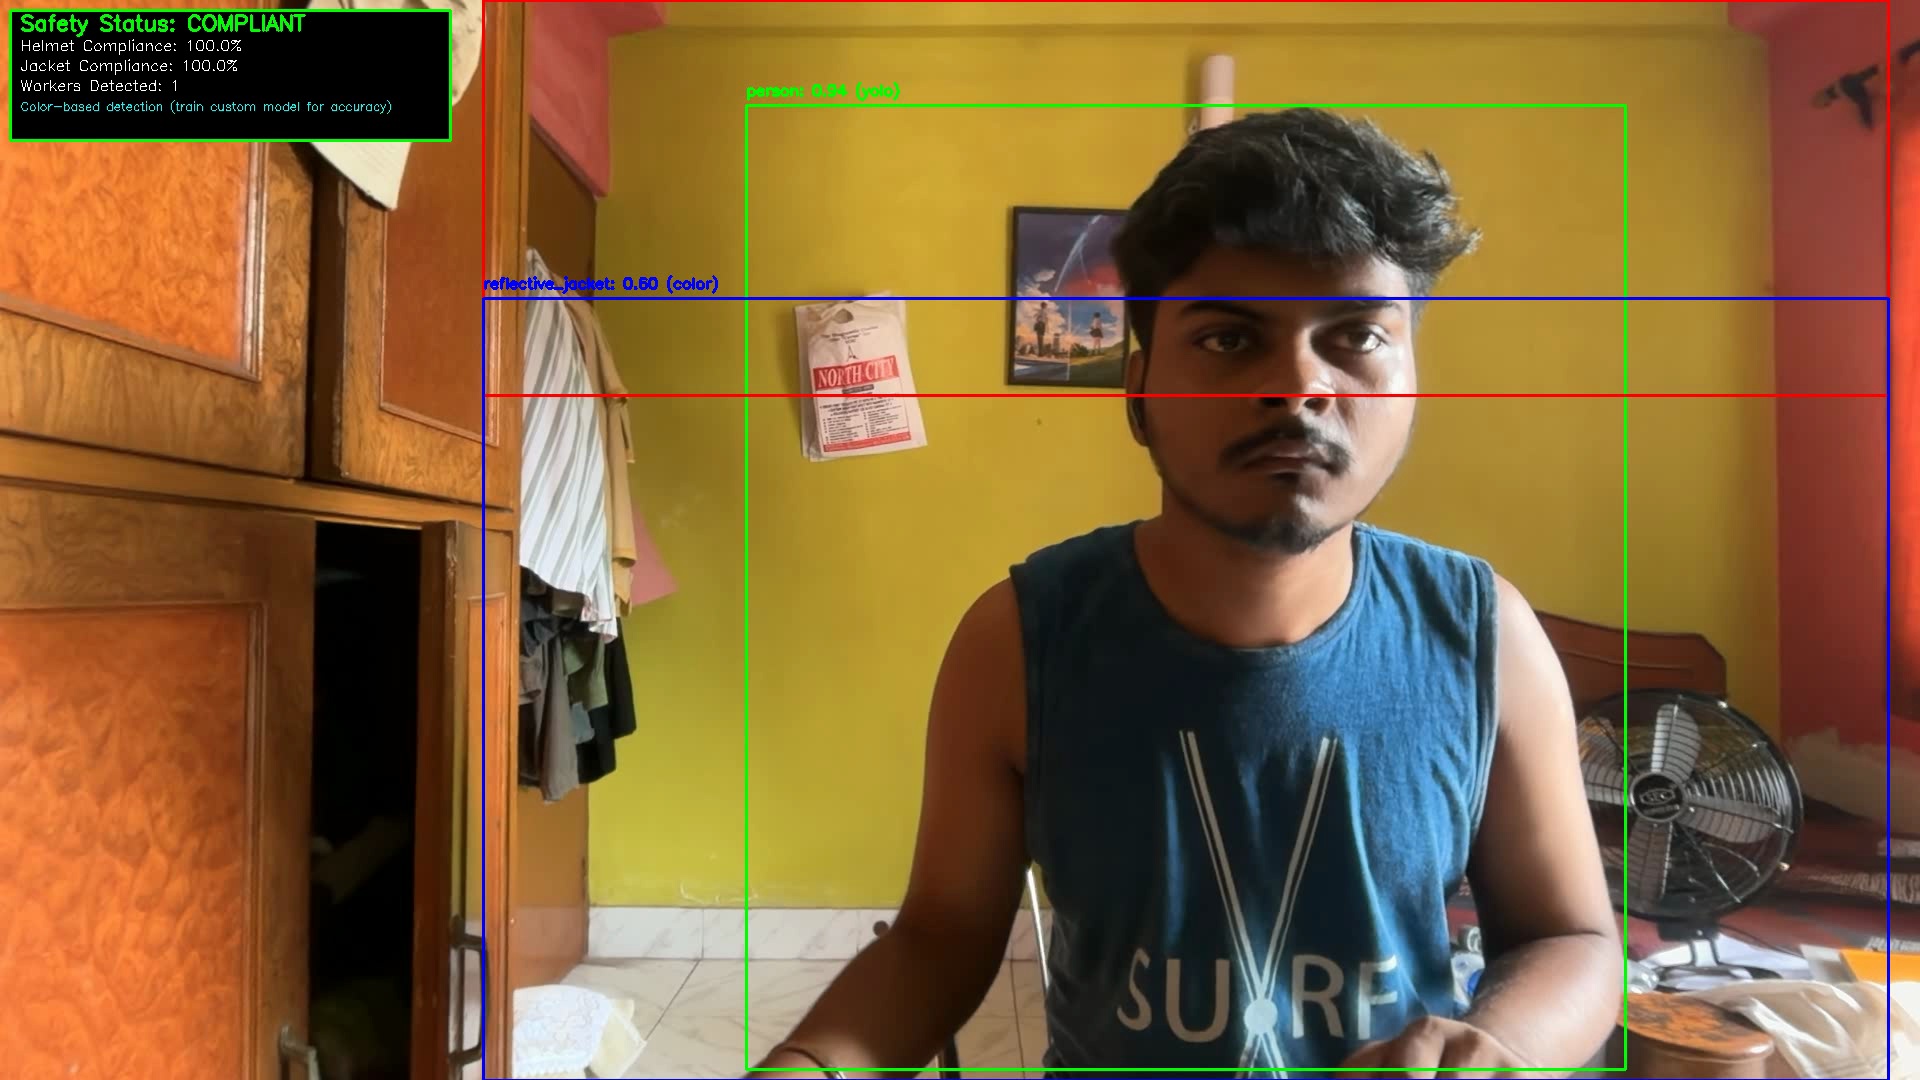 Safety Status: COMPLIANT
Helmet Compliance: 100.0%
Jacket Compliance: 100.0%
Workers Detected: 1
Color-based detection (train custom model for accuracy)
person: 0.94 (yolo)
reflective_jacket: 0.60 (color)
NORTH CITY
SURF